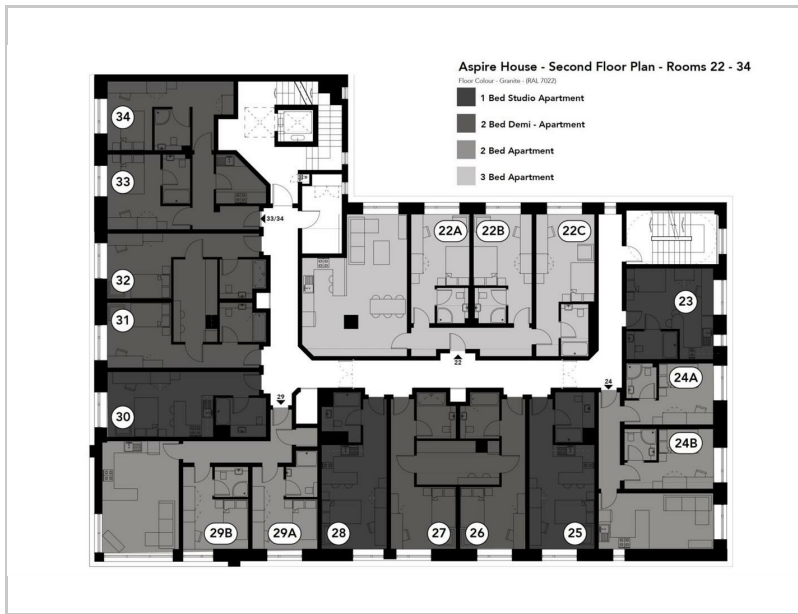 Aspire House - Second Floor Plan - Rooms 22 - 34
Floor Colour - Granite - (RAL 7022)
1 Bed Studio Apartment
2 Bed Demi - Apartment
2 Bed Apartment
3 Bed Apartment
34
33
33/34
32
31
30
29
29B
29A
28
27
26
25
22A
22B
22C
22
23
24
24A
24B